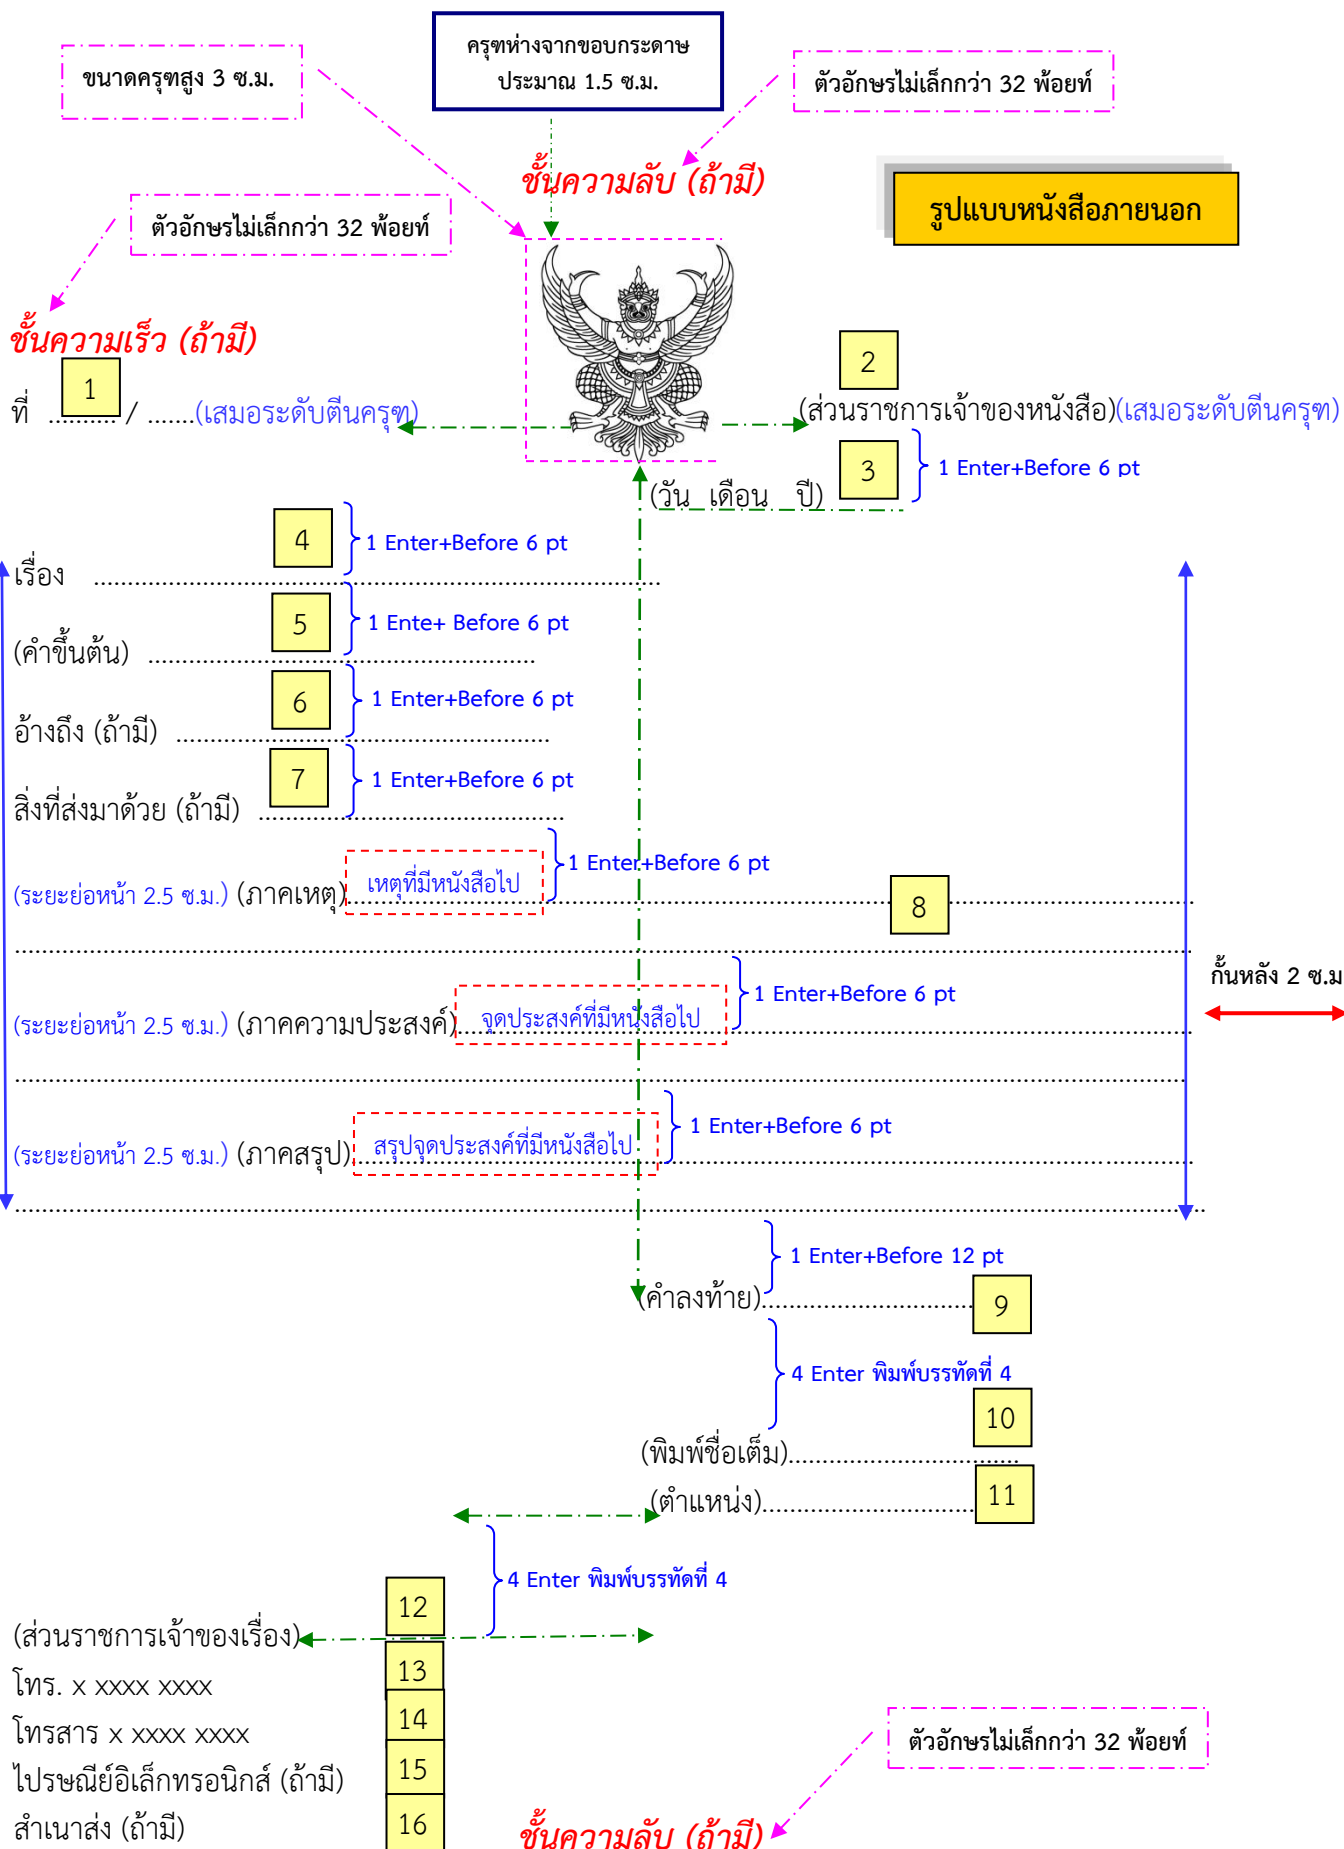 ครุฑห่างจากขอบกระดาษ
ประมาณ 1.5 ซ.ม.
ขนาดครุฑสูง 3 ซ.ม.
ตัวอักษรไม่เล็กกว่า 32 พ้อยท์
ชั้นความลับ (ถ้ามี)
รูปแบบหนังสือภายนอก
ตัวอักษรไม่เล็กกว่า 32 พ้อยท์
ชั้นความเร็ว (ถ้ามี)
1
2
ที่ ........../ .......(เสมอระดับตีนครุฑ)
(ส่วนราชการเจ้าของหนังสือ)(เสมอระดับตีนครุฑ)
3
1 Enter+Before 6 pt
(วัน เดือน ปี)
4
1 Enter+Before 6 pt
เรื่อง ....................................................................................
5
1 Ente+ Before 6 pt
(คำขึ้นต้น) .........................................................
6
1 Enter+Before 6 pt
อ้างถึง (ถ้ามี) .......................................................
7
1 Enter+Before 6 pt
สิ่งที่ส่งมาด้วย (ถ้ามี) .............................................
1 Enter+Before 6 pt
(ระยะย่อหน้า 2.5 ซ.ม.) (ภาคเหตุ) เหตุที่มีหนังสือไป............................................................
8
................................................................................................................................................
กั้นหลัง 2 ซ.ม
1 Enter+Before 6 pt
(ระยะย่อหน้า 2.5 ซ.ม.) (ภาคความประสงค์) จุดประสงค์ที่มีหนังสือไป............................................
................................................................................................................................................
1 Enter+Before 6 pt
(ระยะย่อหน้า 2.5 ซ.ม.) (ภาคสรุป) สรุปจุดประสงค์ที่มีหนังสือไป............................................
................................................................................................................................................
1 Enter+Before 12 pt
(คำลงท้าย)...............................
9
4 Enter พิมพ์บรรทัดที่ 4
10
(พิมพ์ชื่อเต็ม)..................................
(ตำแหน่ง)...............................
11
4 Enter พิมพ์บรรทัดที่ 4
12
(ส่วนราชการเจ้าของเรื่อง)
13
โทร. x xxxx xxxx
14
โทรสาร x xxxx xxxx
ตัวอักษรไม่เล็กกว่า 32 พ้อยท์
15
ไปรษณีย์อิเล็กทรอนิกส์ (ถ้ามี)
16
สำเนาส่ง (ถ้ามี)
ชั้นความลับ (ถ้ามี)